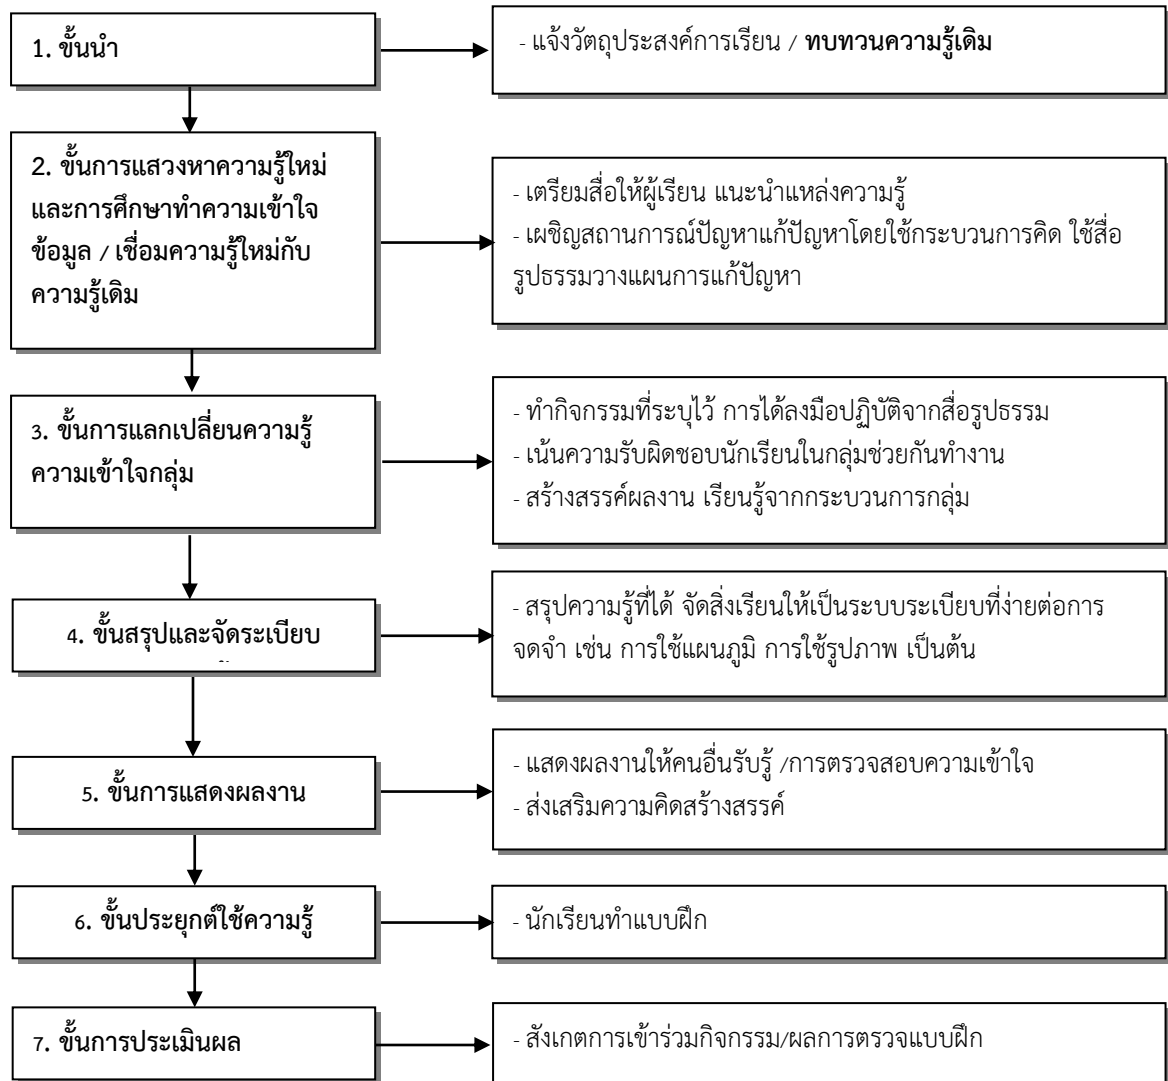 1. ขั้นนำ
- แจ้งวัตถุประสงค์การเรียน / ทบทวนความรู้เดิม
2. ขั้นการแสวงหาความรู้ใหม่
และการศึกษาทำความเข้าใจ
ข้อมูล / เชื่อมความรู้ใหม่กับ
ความรู้เดิม
- เตรียมสื่อให้ผู้เรียน แนะนำแหล่งความรู้
- เผชิญสถานการณ์ปัญหาแก้ปัญหาโดยใช้กระบวนการคิด ใช้สื่อ
รูปธรรมวางแผนการแก้ปัญหา
3. ขั้นการแลกเปลี่ยนความรู้
ความเข้าใจกลุ่ม
- ทำกิจกรรมที่ระบุไว้ การได้ลงมือปฏิบัติจากสื่อรูปธรรม
- เน้นความรับผิดชอบนักเรียนในกลุ่มช่วยกันทำงาน
- สร้างสรรค์ผลงาน เรียนรู้จากกระบวนการกลุ่ม
4. ขั้นสรุปและจัดระเบียบ
- สรุปความรู้ที่ได้ จัดสิ่งเรียนให้เป็นระบบระเบียบที่ง่ายต่อการ
จดจำ เช่น การใช้แผนภูมิ การใช้รูปภาพ เป็นต้น
5. ขั้นการแสดงผลงาน
- แสดงผลงานให้คนอื่นรับรู้ /การตรวจสอบความเข้าใจ
- ส่งเสริมความคิดสร้างสรรค์
6. ขั้นประยุกต์ใช้ความรู้
- นักเรียนทำแบบฝึก
7. ขั้นการประเมินผล
- สังเกตการเข้าร่วมกิจกรรม/ผลการตรวจแบบฝึก